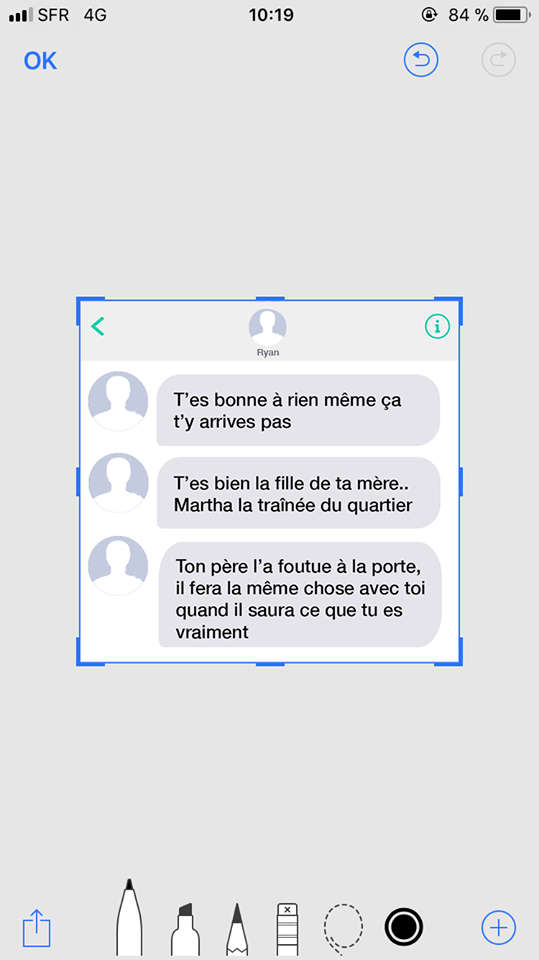 SFR 4G 10:19 84 %
OK
Ryan
T'es bonne à rien même ça
t'y arrives pas
T'es bien la fille de ta mère..
Martha la traînée du quartier
Ton père l'a foutue à la porte,
il fera la même chose avec toi
quand il saura ce que tu es
vraiment